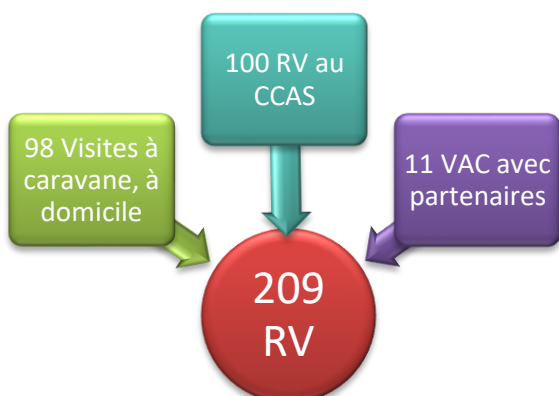 98 Visites à
caravane, à
domicile
100 RV au
CCAS
11 VAC avec
partenaires
209
RV